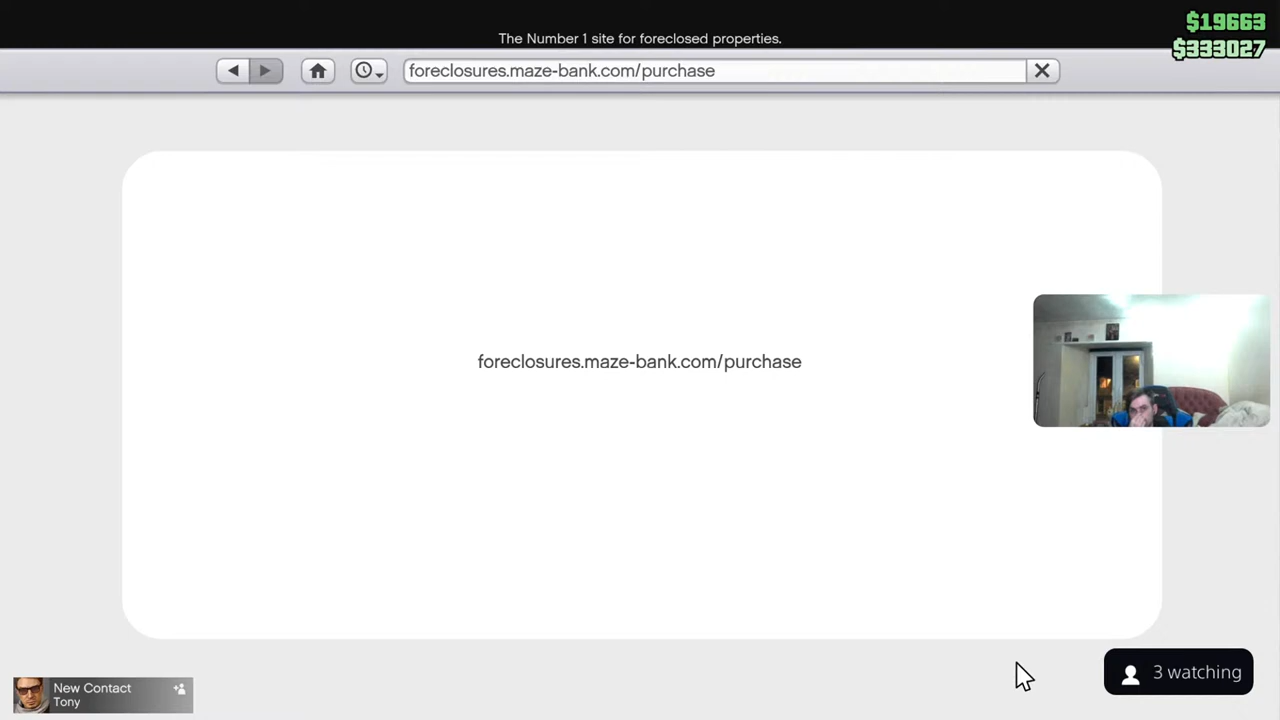 The Number 1 site for foreclosed properties.
$19663
$333027
foreclosures.maze-bank.com/purchase
foreclosures.maze-bank.com/purchase
New Contact
Tony
3 watching